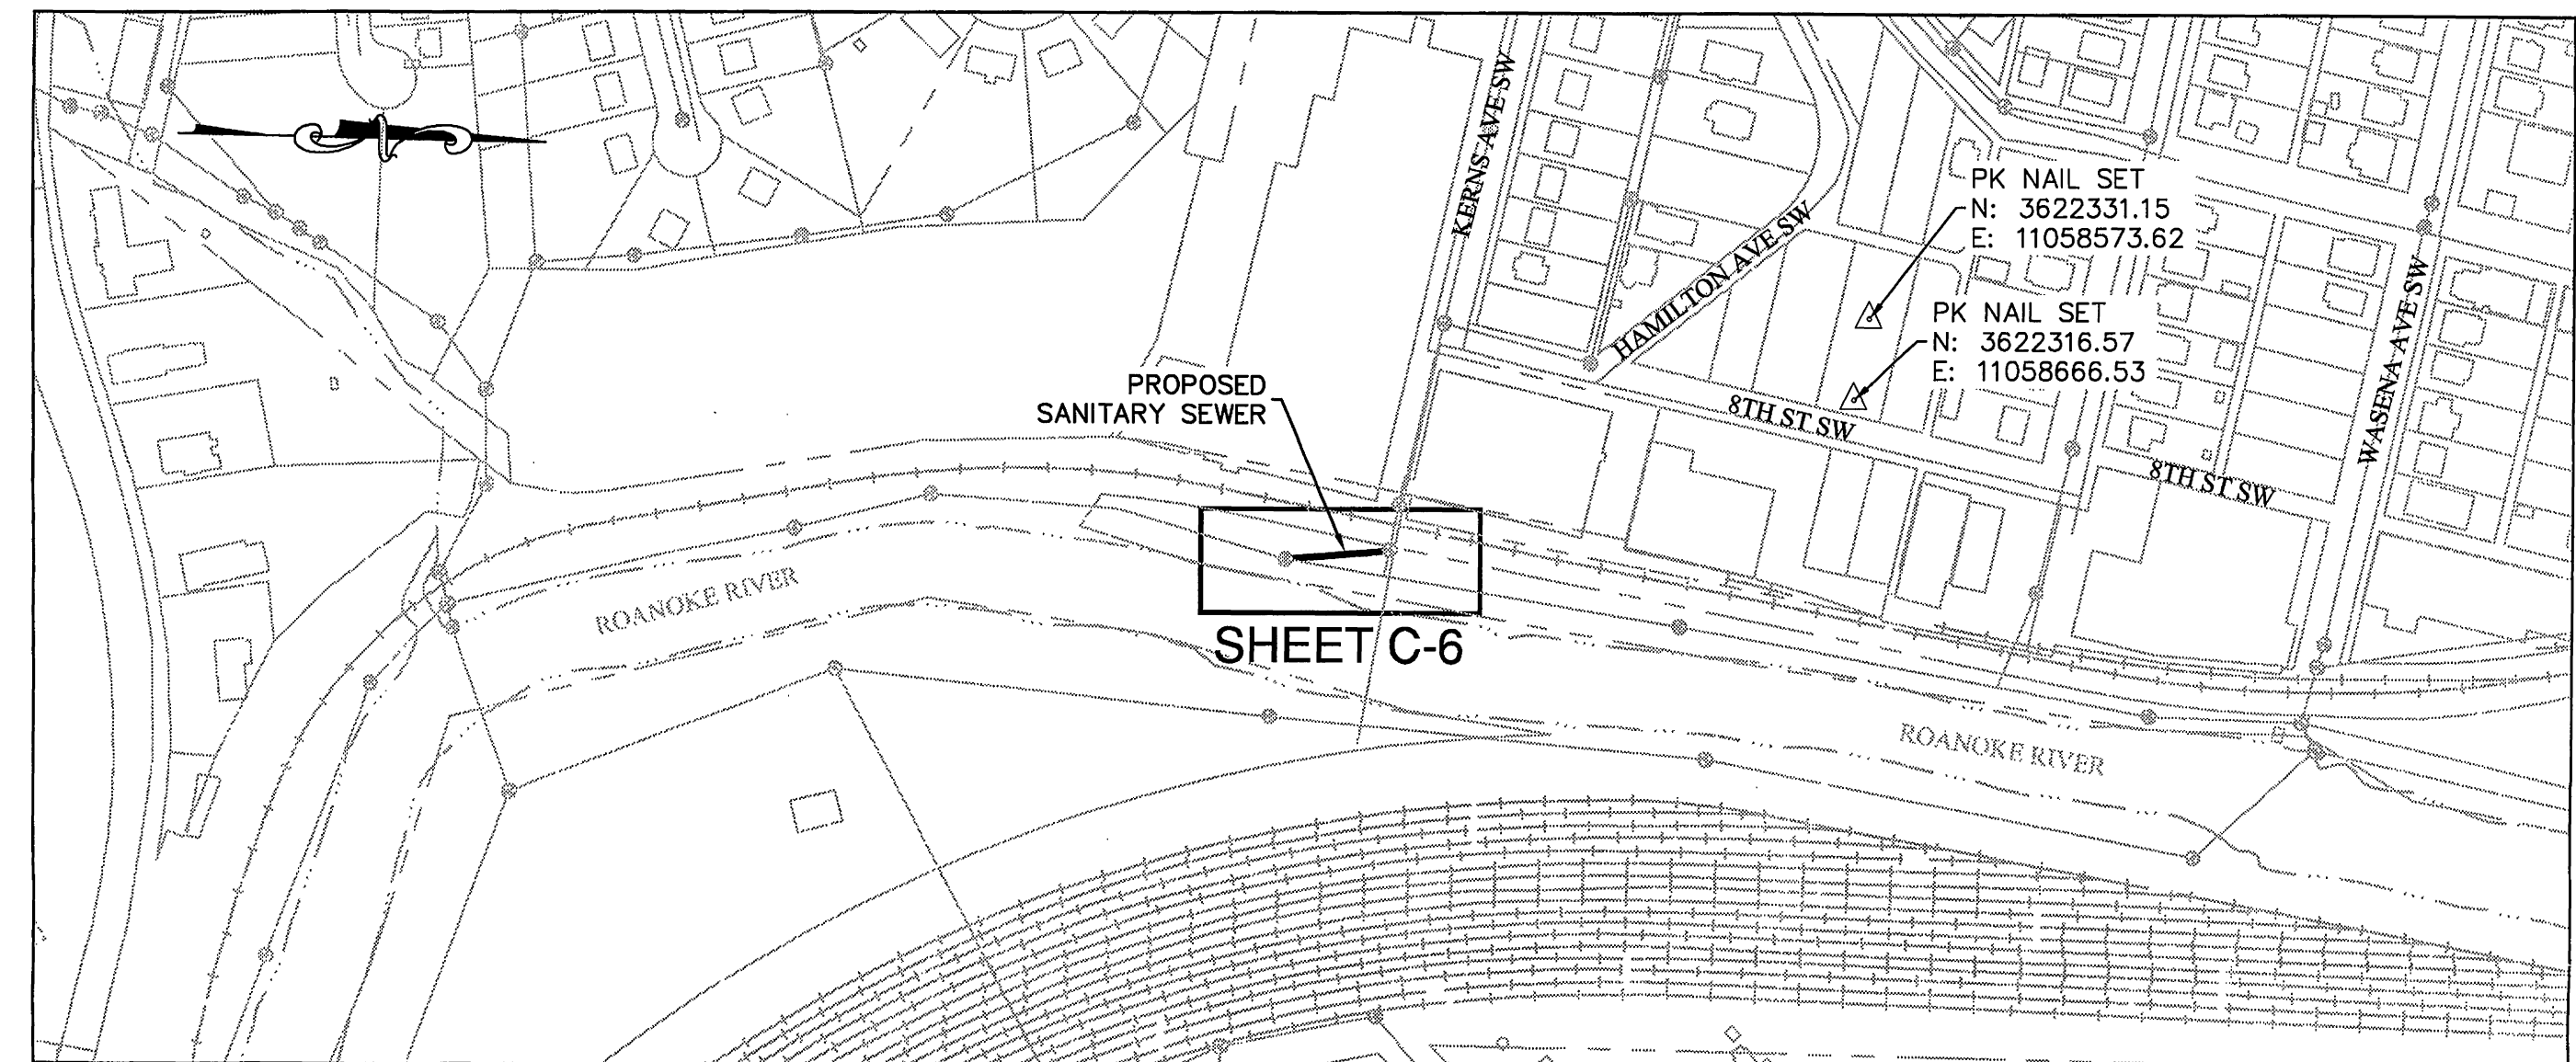 KERNS AVE SW
PK NAIL SET
N: 3622331.15
E: 11058573.62
HAMILTON AVE SW
PK NAIL SET
N: 3622316.57
E: 11058666.53
WASENA AVE SW
PROPOSED
SANITARY SEWER
8TH ST SW
8TH ST SW
ROANOKE RIVER
SHEET C-6
ROANOKE RIVER